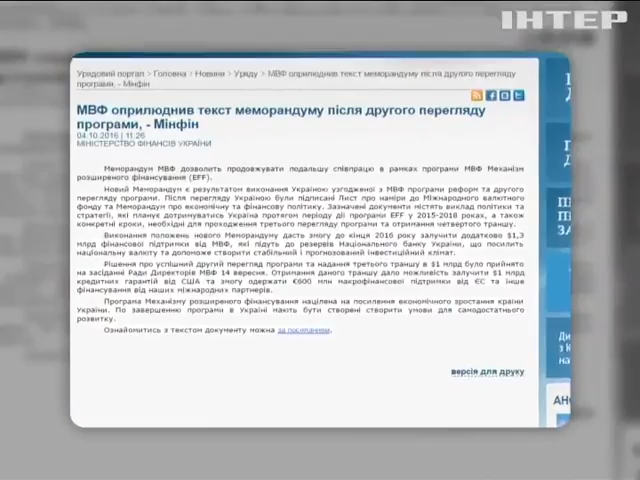 ІНТЕР
Урядовий портал > Головна > Новини > Уряду > МВФ оприлюднив текст меморандуму після другого перегляду
програми, - Мінфін
МВФ оприлюднив текст меморандуму після другого перегляду
програми, - Мінфін
04.10.2016 | 11:26
МІНІСТЕРСТВО ФІНАНСІВ УКРАЇНИ
Меморандум МВФ дозволить продовжувати подальшу співпрацю в рамках програми МВФ Механізм
розширеного фінансування (EFF).
Новий Меморандум є результатом виконання Україною узгодженої з МВФ програми реформ та другого
перегляду програми. Після перегляду Україною були підписані Лист про наміри до Міжнародного валютного
фонду та Меморандум про економічну та фінансову політику. Зазначені документи містять виклад політики та
стратегії, які планує дотримуватись Україна протягом періоду дії програми EFF у 2015-2018 роках, а також
конкретні кроки, необхідні для проходження третього перегляду програми та отримання четвертого траншу.
Виконання положень нового Меморандуму дасть змогу до кінця 2016 року залучити додатково $1,3
млрд фінансової підтримки від МВФ, які підуть до резервів Національного банку України, що посилить
національну валюту та допоможе створити стабільний і прогнозований інвестиційний клімат.
Рішення про успішний другий перегляд програми та надання третього траншу в $1 млрд було прийнято
на засіданні Ради Директорів МВФ 14 вересня. Отримання даного траншу дало можливість залучити $1 млрд
кредитних гарантій від США та змогу одержати €600 млн макрофінансової підтримки від ЄС та інше
фінансування від наших міжнародних партнерів.
Програма Механізму розширеного фінансування націлена на посилення економічного зростання країни
України. По завершенню програми в Україні мають бути створені створити умови для самодостатнього
розвитку.
Ознайомитись з текстом документу можна за посиланням.
версія для друку